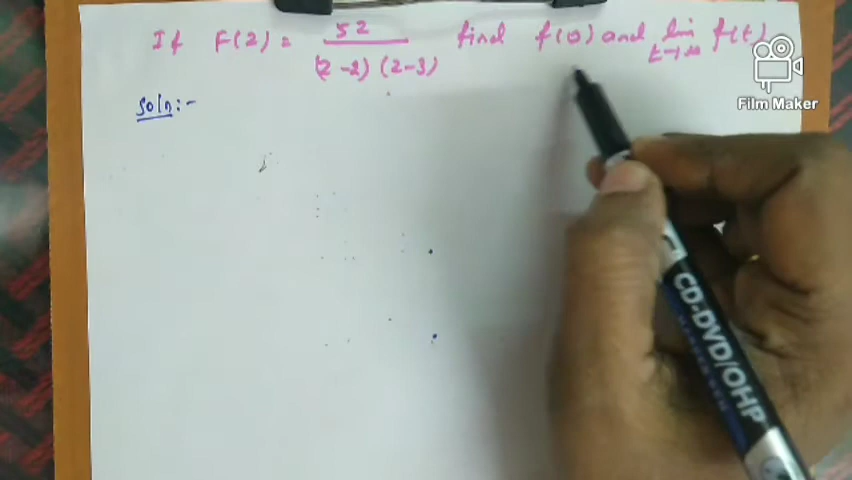 If F(z) = 5z / (z-2)(z-3) find f(0) and lim t→∞ f(t)
Soln:-
Film Maker
CD-DVD/OHP